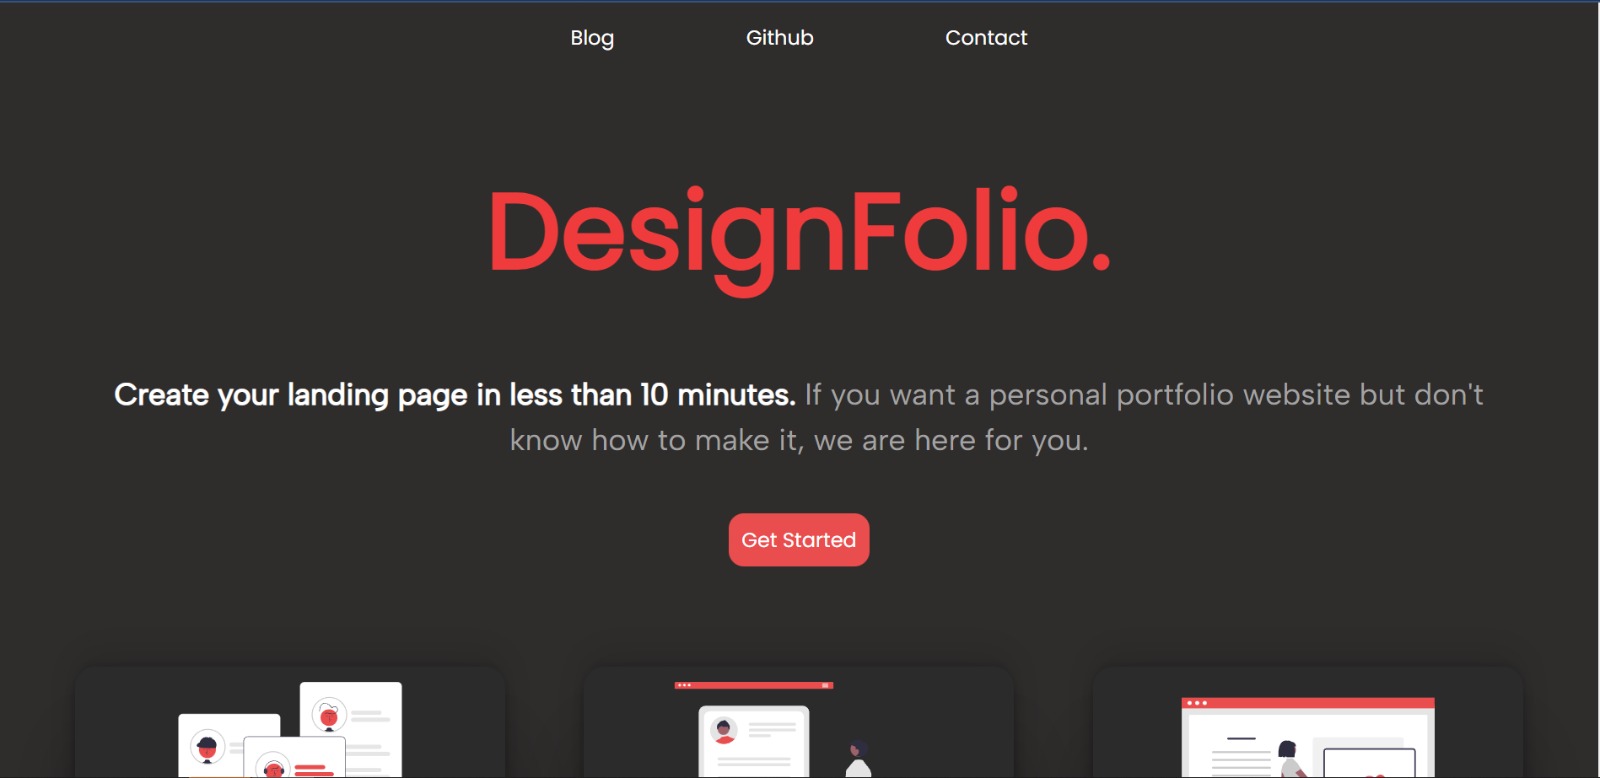 Blog Github Contact
DesignFolio.
Create your landing page in less than 10 minutes. If you want a personal portfolio website but don't
know how to make it, we are here for you.
Get Started